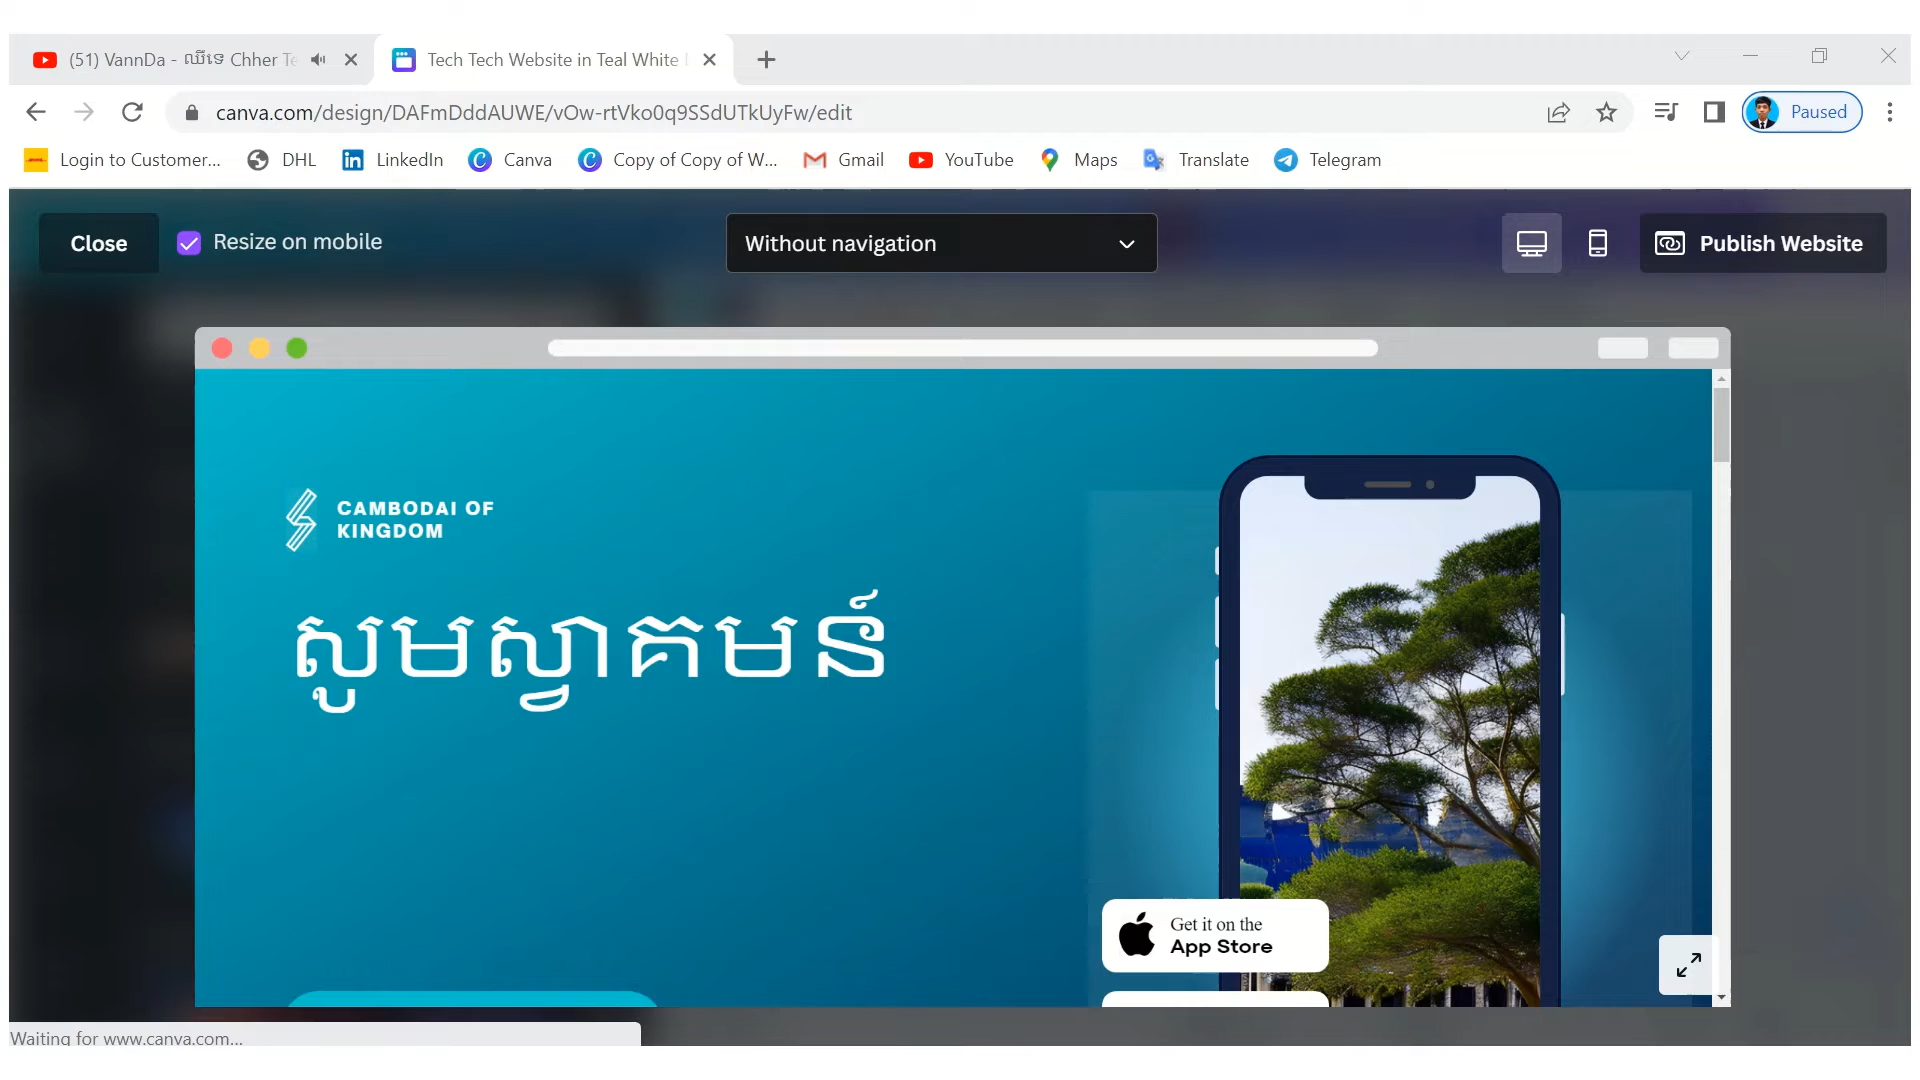 (51) VannDa - ឈឺទេ Chher Te
Tech Tech Website in Teal White
canva.com/design/DAFmDddAUWE/vOw-rtVko0q9SSdUTkUyFw/edit
Paused
Login to Customer...
DHL
LinkedIn
Canva
Copy of Copy of W...
Gmail
YouTube
Maps
Translate
Telegram
Close
Resize on mobile
Without navigation
Publish Website
CAMBODAI OF
KINGDOM
សូមស្វាគមន៍
Get it on the
App Store
Waiting for www.canva.com...